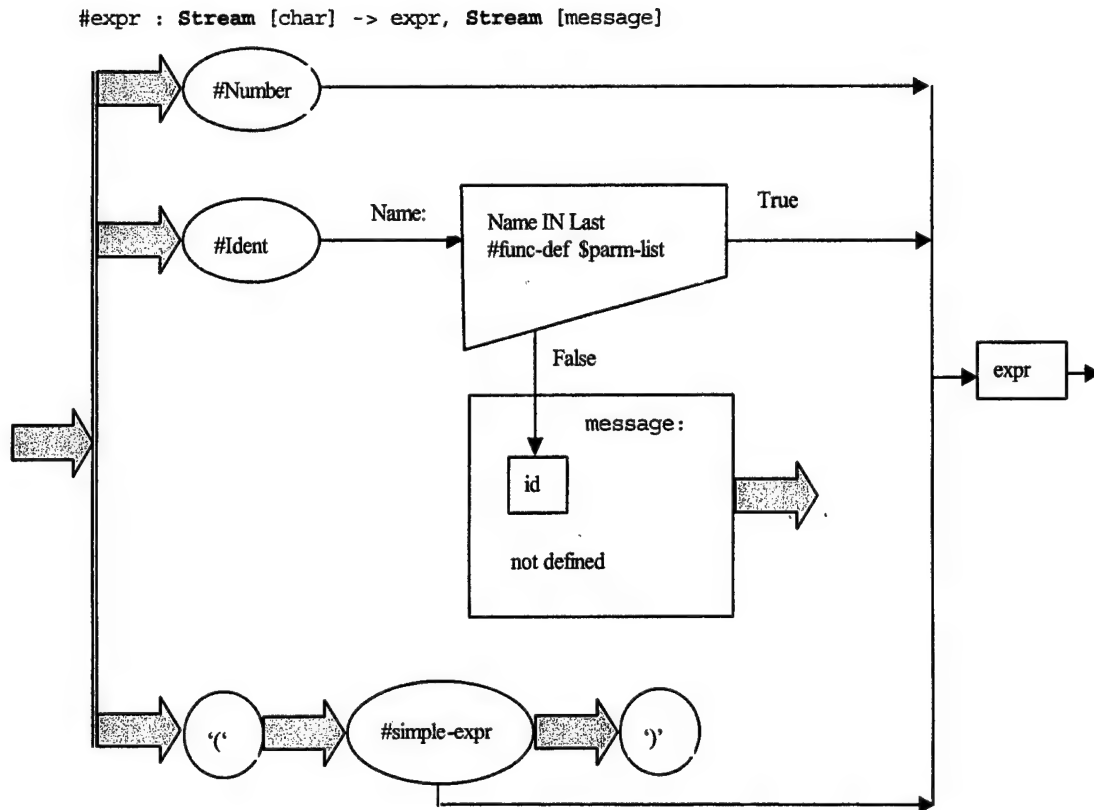 #expr : Stream [char] -> expr, Stream [message]
#Number
#Ident
Name:
Name IN Last
#func-def $parm-list
True
False
expr
message:
id
not defined
‘(‘
#simple-expr
‘)’